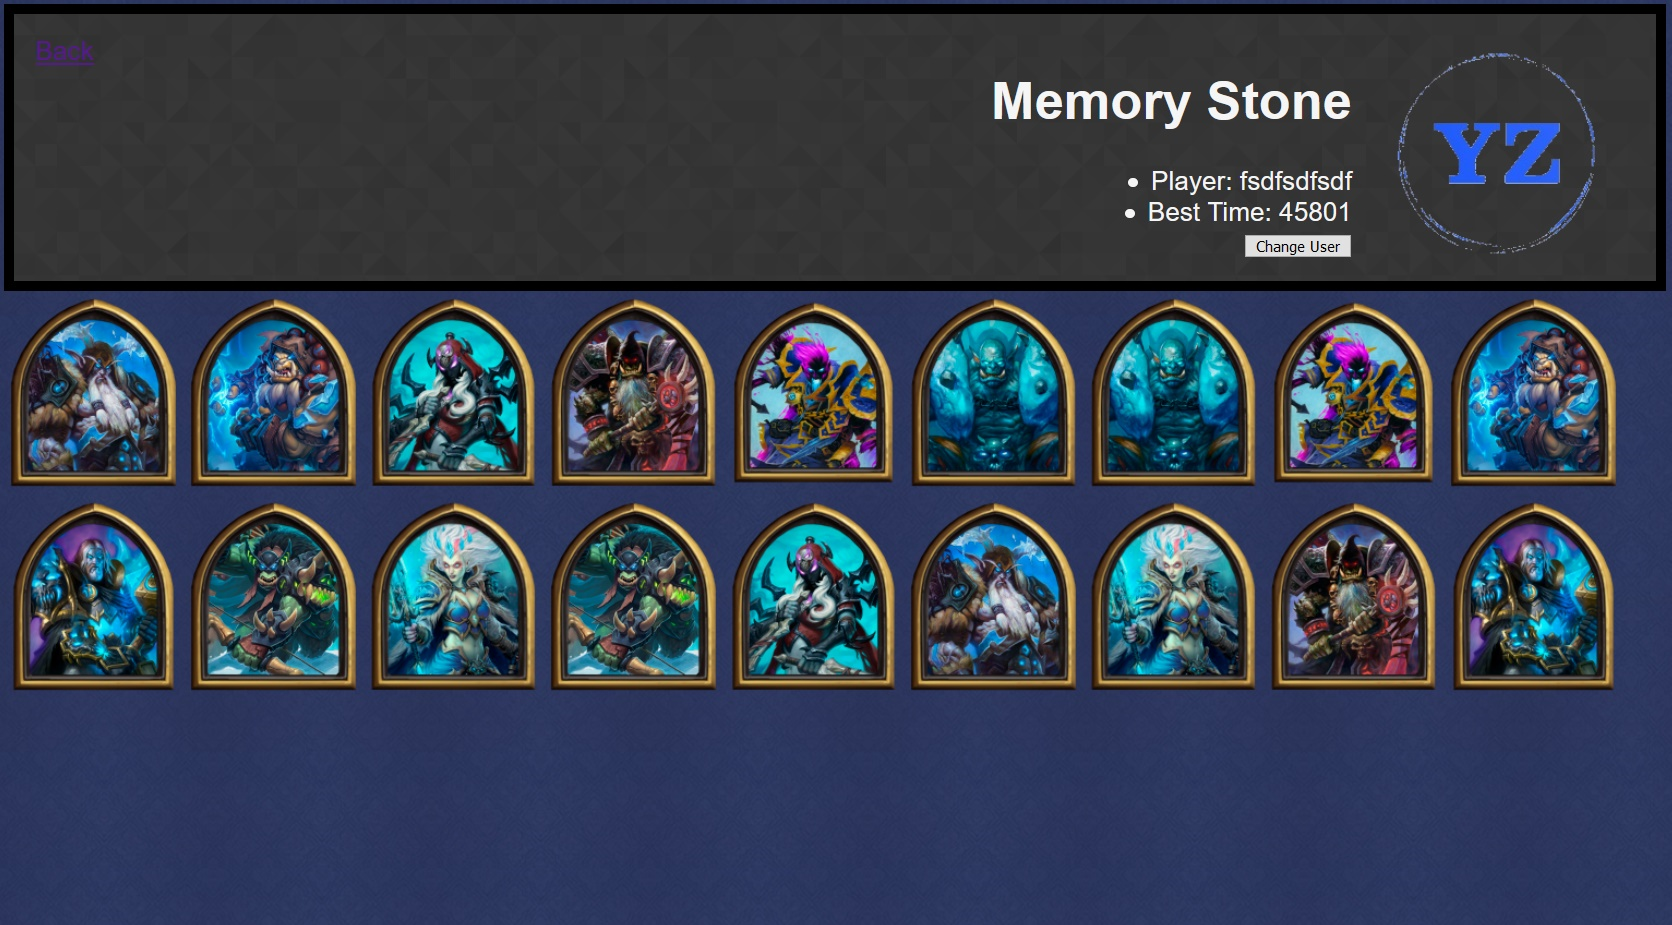 Back
Memory Stone
YZ
Player: fsdfsdfsdf
Best Time: 45801
Change User